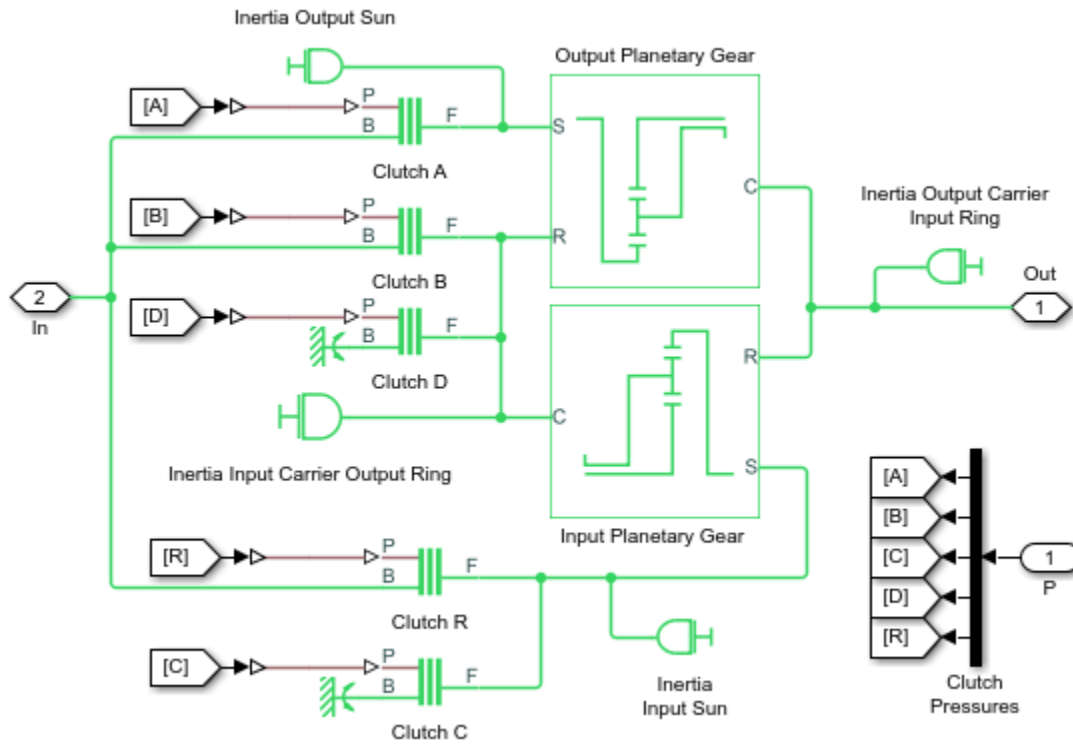 Inertia Output Sun
Output Planetary Gear
[A]
P
B
F
Clutch A
S
C
R
[B]
P
B
F
Clutch B
Inertia Output Carrier
Input Ring
2
In
[D]
P
B
F
Clutch D
Out
1
R
C
S
Inertia Input Carrier Output Ring
Input Planetary Gear
[R]
P
B
F
Clutch R
[C]
P
B
F
Clutch C
Inertia
Input Sun
[A]
[B]
[C]
[D]
[R]
1
P
Clutch
Pressures